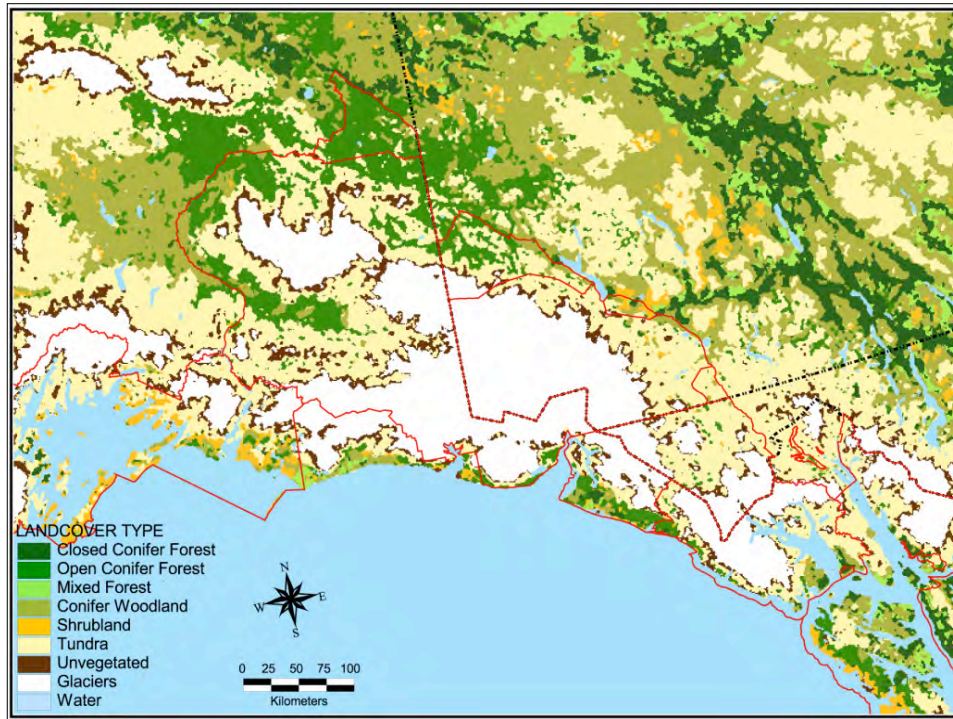 LANDCOVER TYPE
Closed Conifer Forest
Open Conifer Forest
Mixed Forest
Conifer Woodland
Shrubland
Tundra
Unvegetated
Glaciers
Water
N
W E
S
0 25 50 75 100
Kilometers